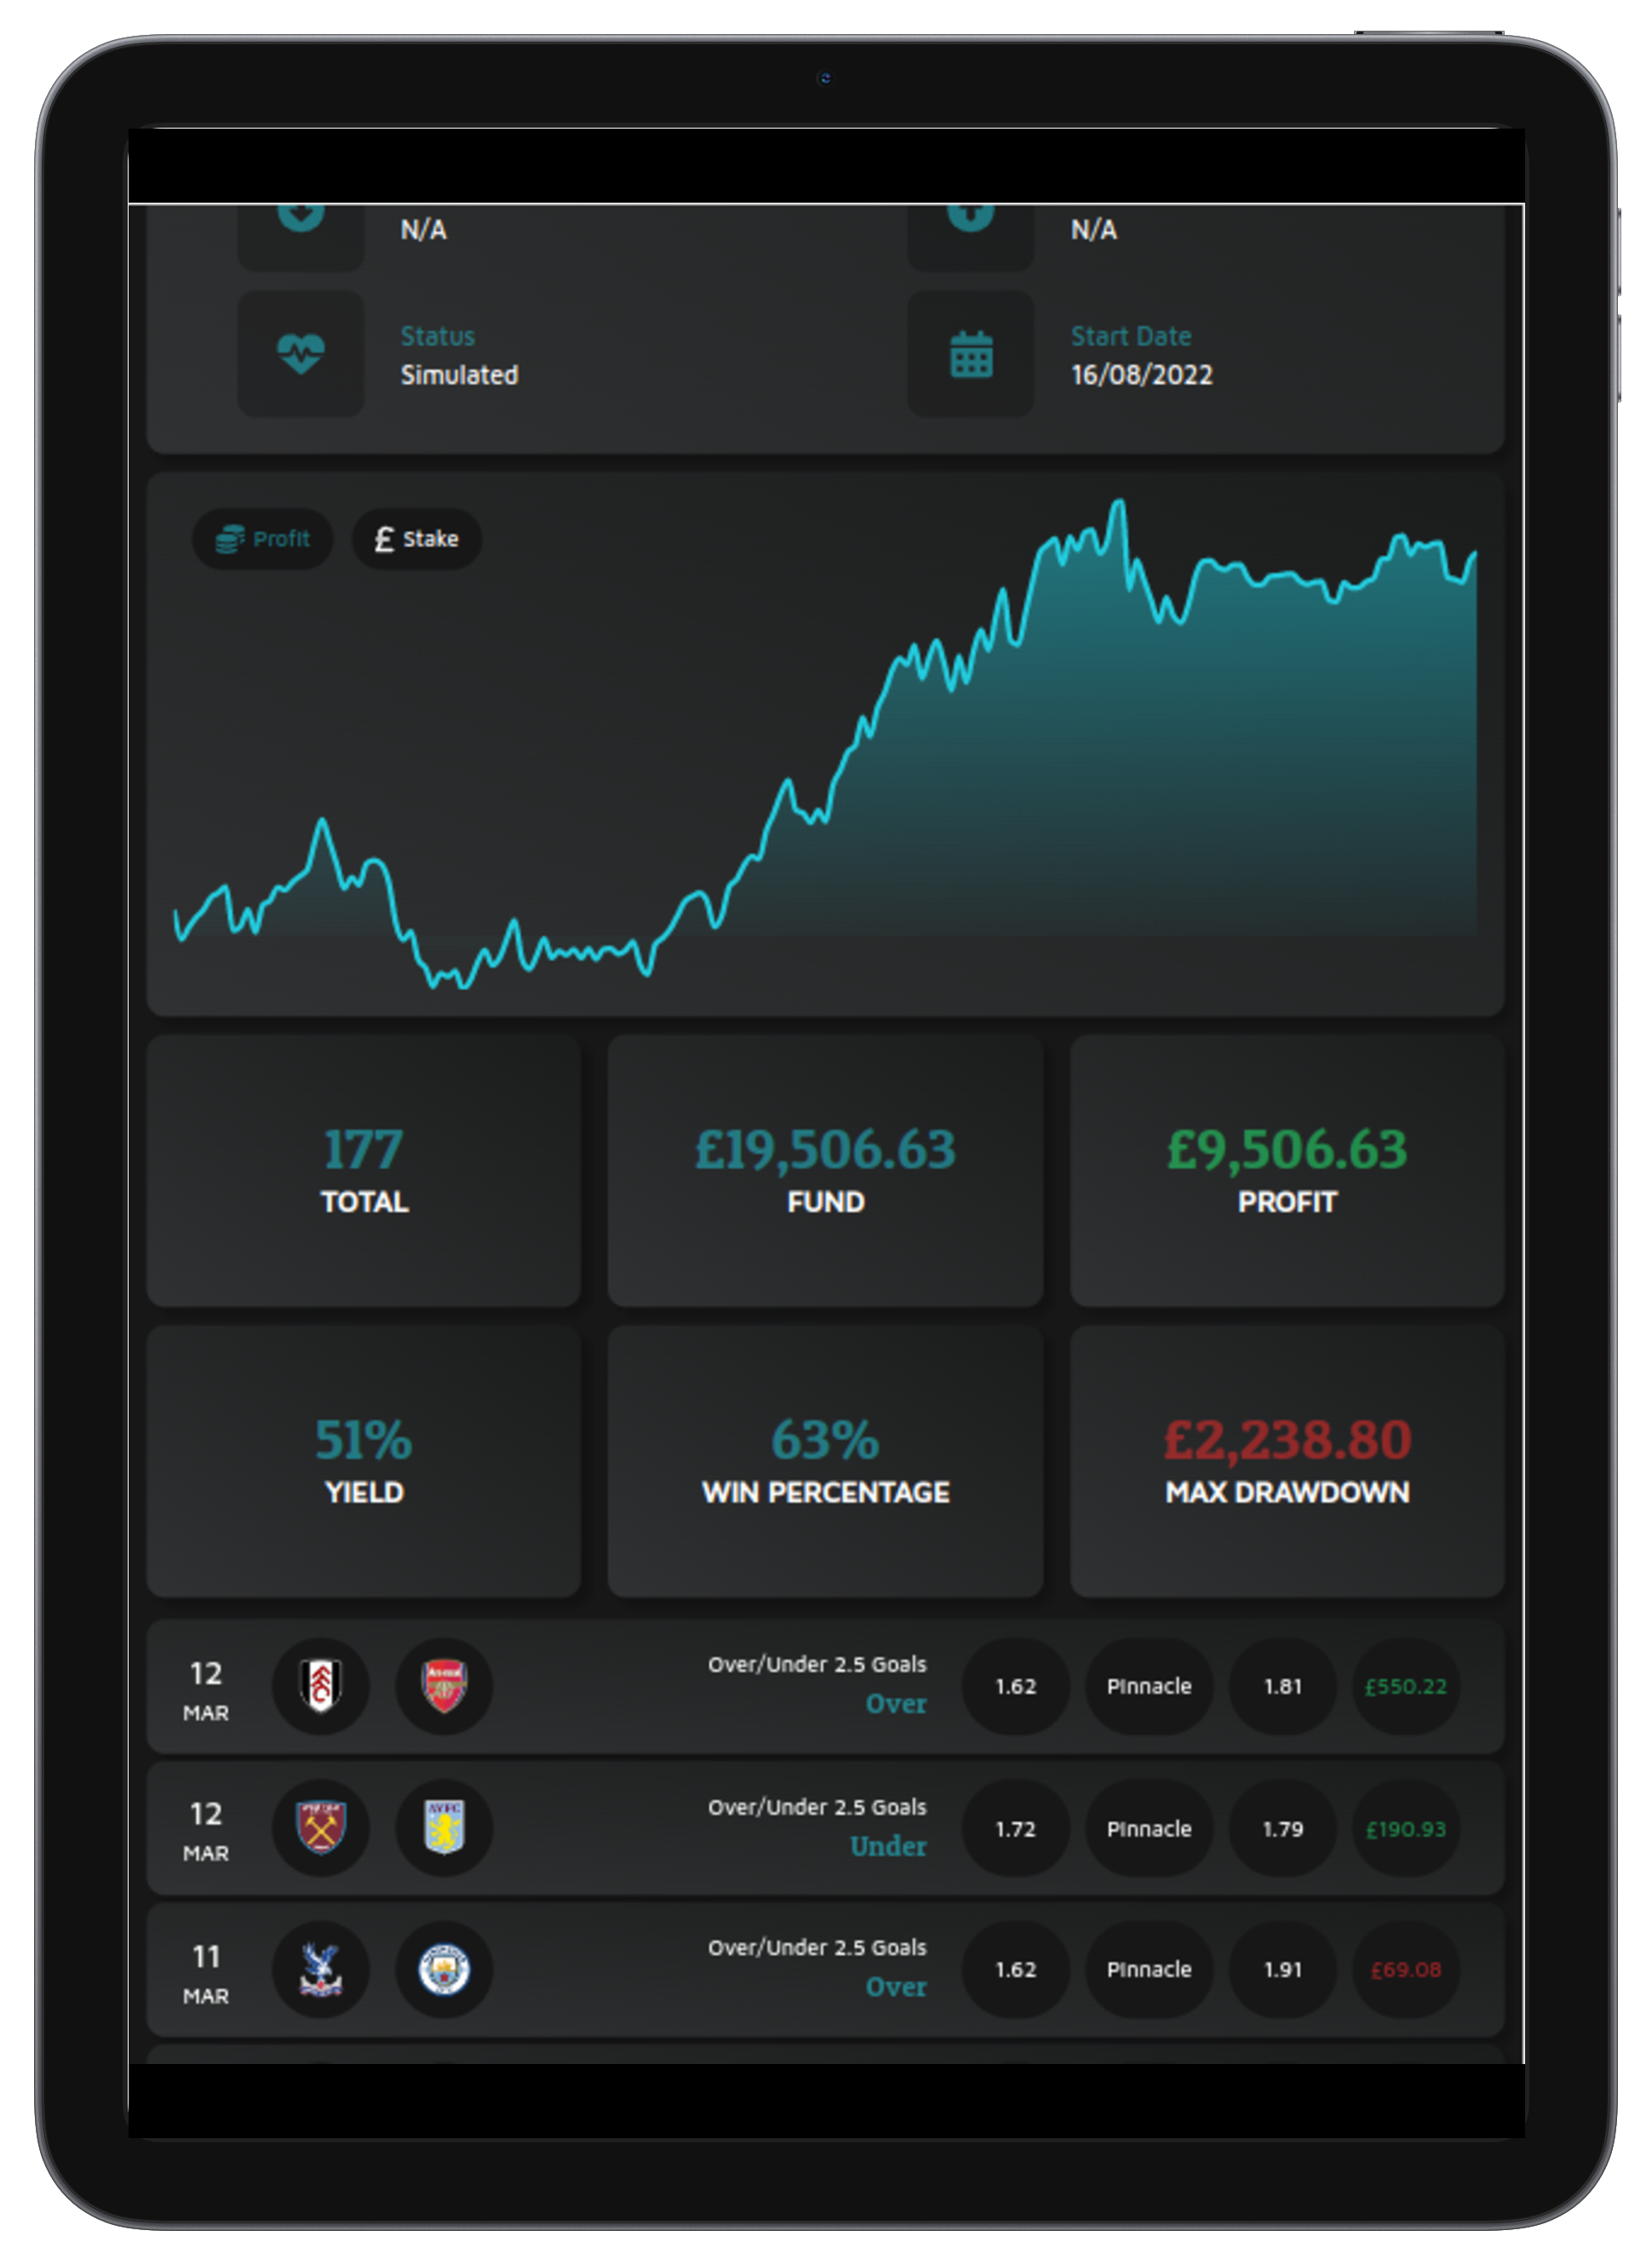 N/A
N/A
Status
Simulated
Start Date
16/08/2022
Profit
£ Stake
177
TOTAL
£19,506.63
FUND
£9,506.63
PROFIT
51%
YIELD
63%
WIN PERCENTAGE
£2,238.80
MAX DRAWDOWN
12
MAR
Arsenal
Over/Under 2.5 Goals
Over
1.62
Pinnacle
1.81
£550.22
12
MAR
AVFC
Over/Under 2.5 Goals
Under
1.72
Pinnacle
1.79
£190.93
11
MAR
Over/Under 2.5 Goals
Over
1.62
Pinnacle
1.91
£69.08